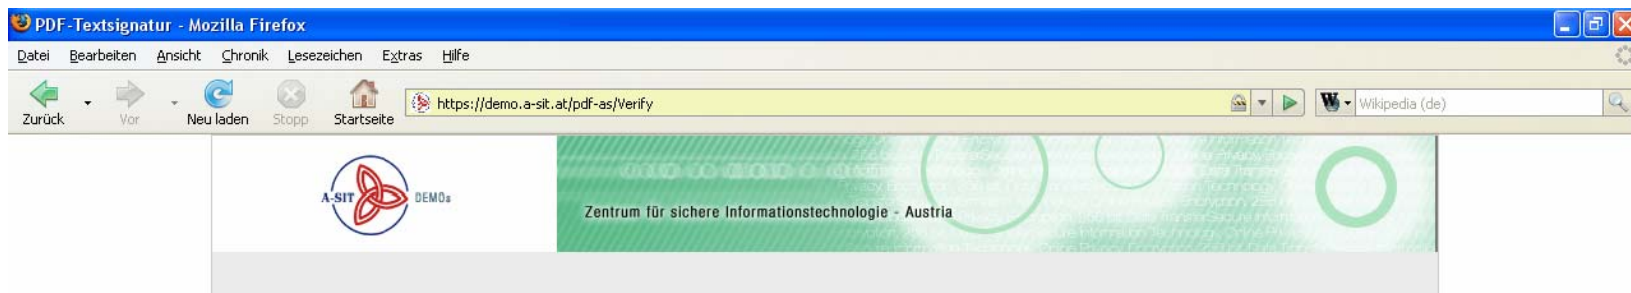 PDF-Textsignatur - Mozilla Firefox
Datei Bearbeiten Ansicht Chronik Lesezeichen Extras Hilfe
Zurück Vor Neu laden Stopp Startseite https://demo.a-sit.at/pdf-as/Verify W Wikipedia (de)
A-SIT DEMOs
Zentrum für sichere Informationstechnologie - Austria